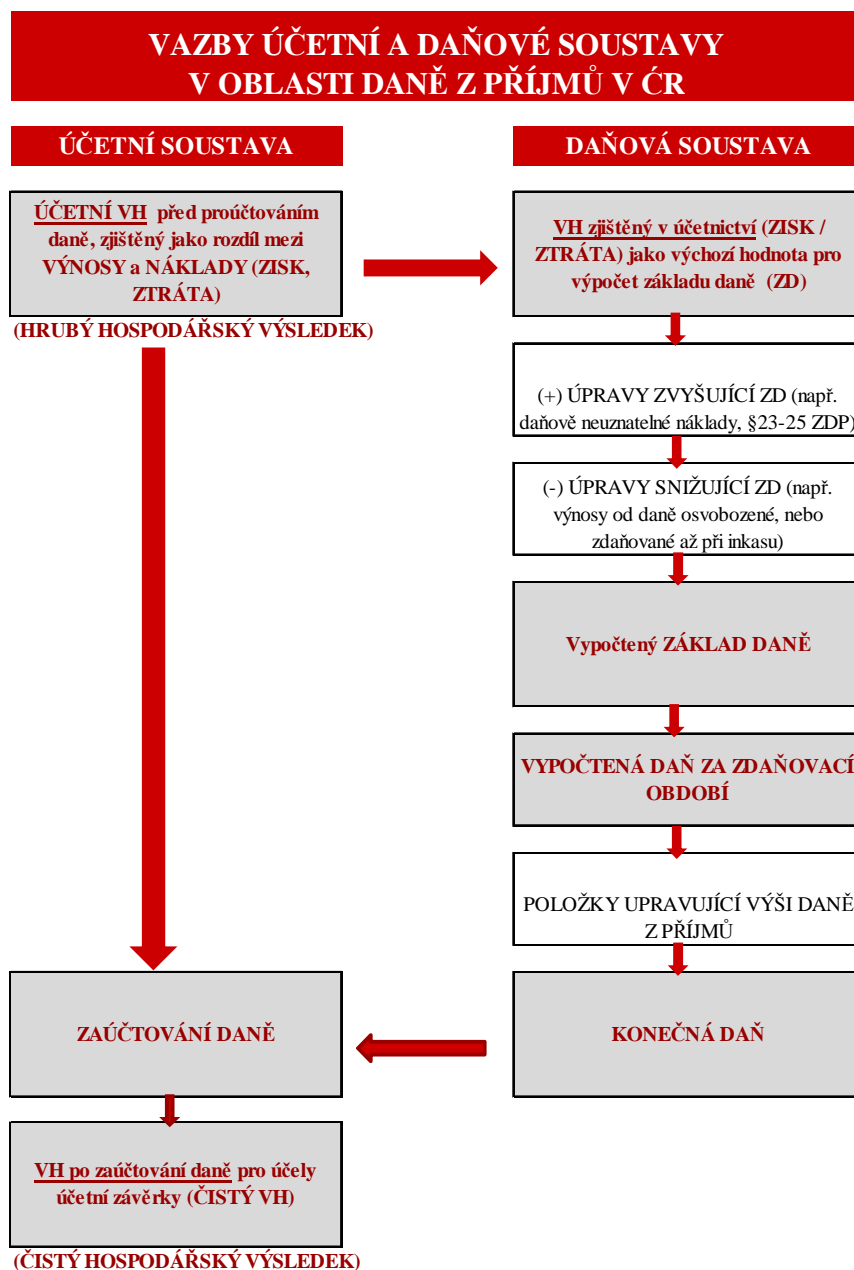 VAZBY ÚČETNÍ A DAŇOVÉ SOUSTAVY
V OBLASTI DANĚ Z PŘÍJMŮ V ĆR
ÚČETNÍ SOUSTAVA
ÚČETNÍ VH před proúčtováním
daně, zjištěný jako rozdíl mezi
VÝNOSY a NÁKLADY (ZISK,
ZTRÁTA)
(HRUBÝ HOSPODÁŘSKÝ VÝSLEDEK)
DAŇOVÁ SOUSTAVA
VH zjištěný v účetnictví (ZISK /
ZTRÁTA) jako výchozí hodnota pro
výpočet základu daně (ZD)
(+) ÚPRAVY ZVYŠUJÍCÍ ZD (např.
daňově neuznatelné náklady, §23-25 ZDP)
(-) ÚPRAVY SNIŽUJÍCÍ ZD (např.
výnosy od daně osvobozené, nebo
zdaňované až při inkasu)
Vypočtený ZÁKLAD DANĚ
VYPOČTENÁ DAŇ ZA ZDAŇOVACÍ
OBDOBÍ
POLOŽKY UPRAVUJÍCÍ VÝŠI DANĚ
Z PŘÍJMŮ
KONEČNÁ DAŇ
ZAÚČTOVÁNÍ DANĚ
VH po zaúčtování daně pro účely
účetní závěrky (ČISTÝ VH)
(ČISTÝ HOSPODÁŘSKÝ VÝSLEDEK)